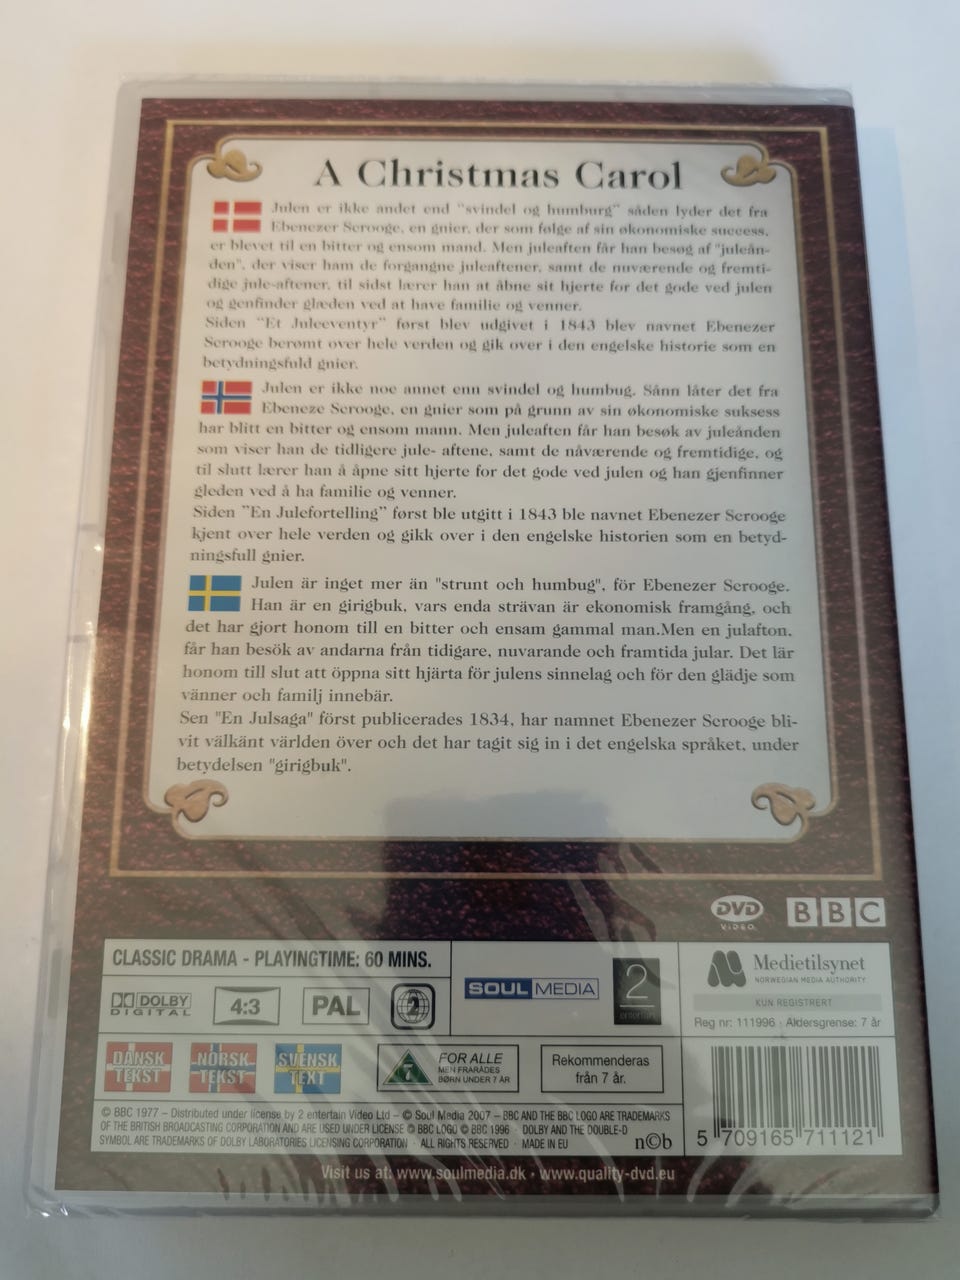 A Christmas Carol
Julen er ikke andet end "svindel og humburg" såden lyder det fra
Ebenezer Scrooge, en gnier, der som følge af sin økonomiske success,
er blevet til en bitter og ensom mand. Men juleaften får han besøg af "juleån-
den", der viser ham de forgangne juleaftener, samt de nuværende og fremti-
dige jule-aftener, til sidst lærer han at åbne sit hjerte for det gode ved julen
og genfinder glæden ved at have familie og venner.
Siden "Et Juleeventyr" først blev udgivet i 1843 blev navnet Ebenezer
Scrooge berømt over hele verden og gik over i den engelske historie som en
betydningsfuld gnier.
Julen er ikke noe annet enn svindel og humbug. Sånn låter det fra
Ebeneze Scrooge, en gnier som på grunn av sin økonomiske suksess
har blitt en bitter og ensom mann. Men juleaften får han besøk av juleånden
som viser han de tidligere jule- aftene, samt de nåværende og fremtidige, og
til slutt lærer han å åpne sitt hjerte for det gode ved julen og han gjenfinner
gleden ved å ha familie og venner.
Siden "En Julefortelling" først ble utgitt i 1843 ble navnet Ebenezer Scrooge
kjent over hele verden og gikk over i den engelske historien som en betyd-
ningsfull gnier.
Julen är inget mer än "strunt och humbug", för Ebenezer Scrooge.
Han är en girigbuk, vars enda strävan är ekonomisk framgång, och
det har gjort honom till en bitter och ensam gammal man.Men en julafton,
får han besök av andarna från tidigare, nuvarande och framtida jular. Det lär
honom till slut att öppna sitt hjärta för julens sinnelag och för den glädje som
vänner och familj innebär.
Sen "En Julsaga" först publicerades 1834, har namnet Ebenezer Scrooge bli-
vit välkänt världen över och det har tagit sig in i det engelska språket, under
betydelsen "girigbuk".
DVD VIDEO BBC
CLASSIC DRAMA - PLAYINGTIME: 60 MINS.
DOLBY DIGITAL 4:3 PAL 2
SOUL MEDIA 2 entertain
Medietilsynet
NORWEGIAN MEDIA AUTHORITY
KUN REGISTRERT
Reg nr: 111996 · Aldersgrense: 7 år
DANSK TEKST
NORSK TEKST
SVENSK TEXT
7 FOR ALLE
MEN FRARÅDES
BØRN UNDER 7 ÅR
Rekommenderas
från 7 år.
© BBC 1977 – Distributed under license by 2 entertain Video Ltd – © Soul Media 2007 – BBC AND THE BBC LOGO ARE TRADEMARKS
OF THE BRITISH BROADCASTING CORPORATION AND ARE USED UNDER LICENSE © BBC LOGO © BBC 1996 · DOLBY AND THE DOUBLE-D
SYMBOL ARE TRADEMARKS OF DOLBY LABORATORIES LICENSING CORPORATION · ALL RIGHTS RESERVED · MADE IN EU
n©b
5 709165 711121
Visit us at: www.soulmedia.dk · www.quality-dvd.eu